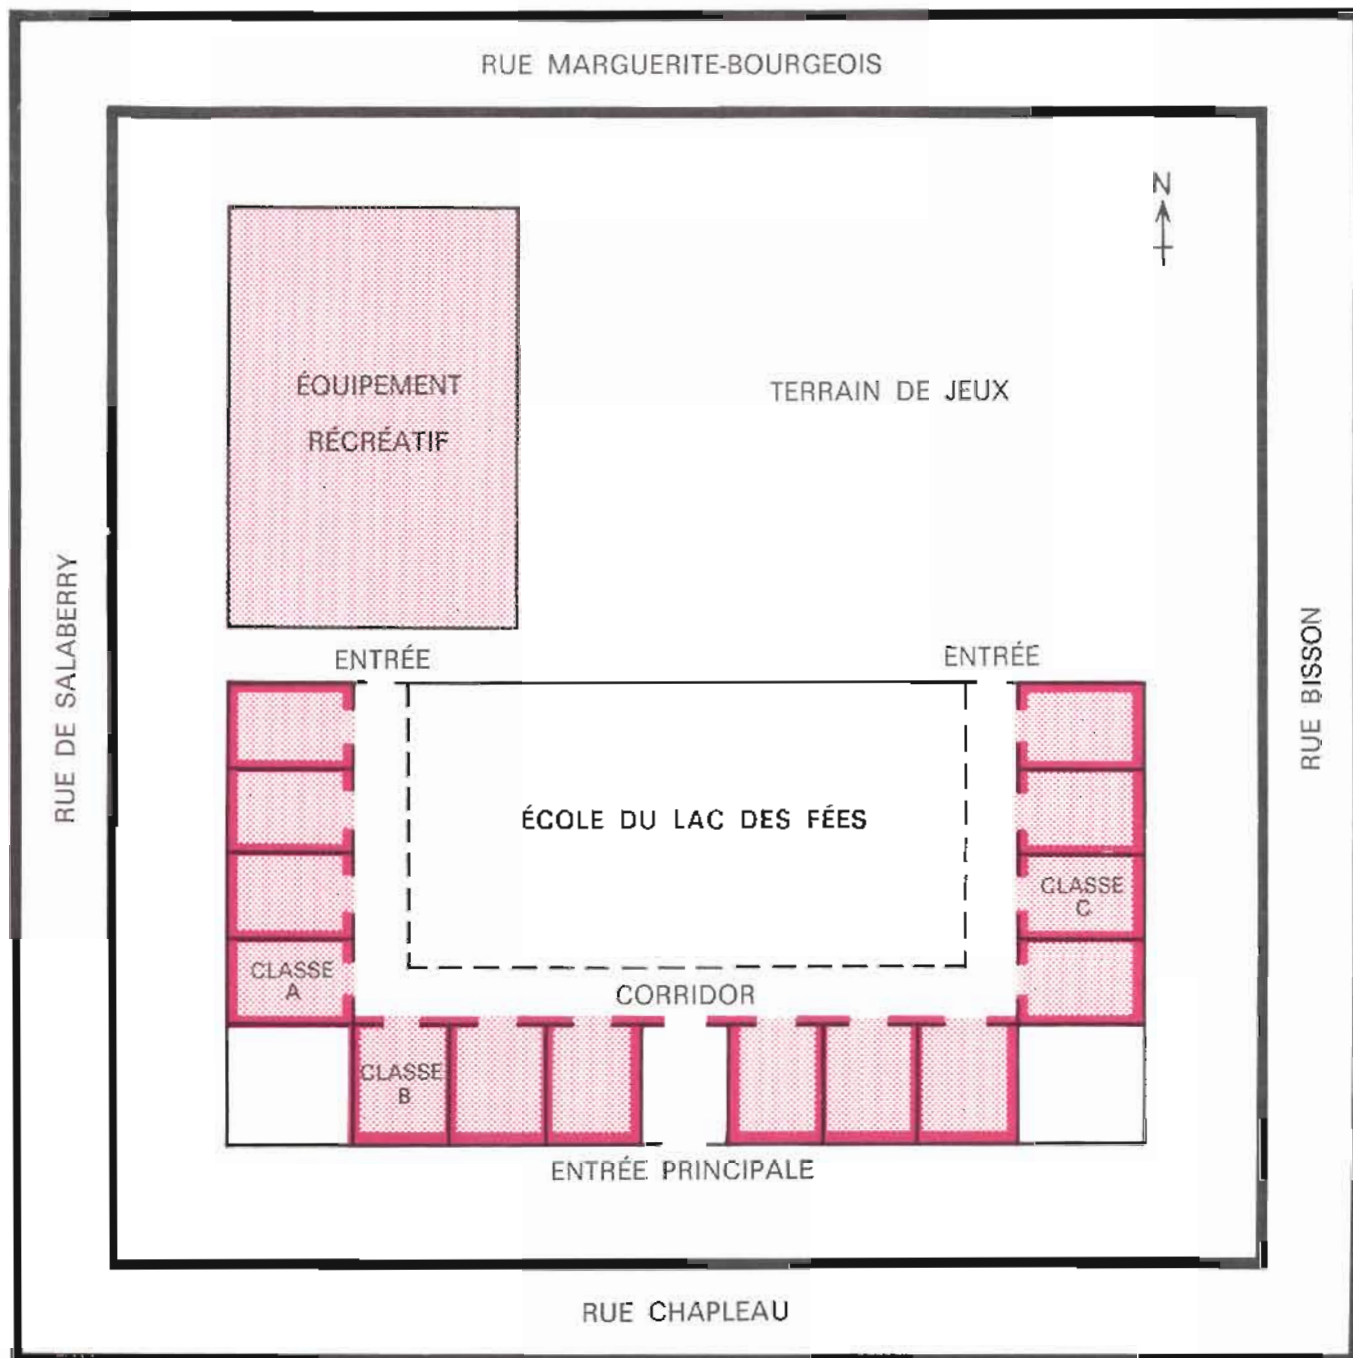 RUE MARGUERITE-BOURGEOIS
N
ÉQUIPEMENT
RÉCRÉATIF
TERRAIN DE JEUX
RUE DE SALABERRY
RUE BISSON
ENTRÉE
ENTRÉE
ÉCOLE DU LAC DES FÉES
CLASSE
C
CLASSE
A
CORRIDOR
CLASSE
B
ENTRÉE PRINCIPALE
RUE CHAPLEAU